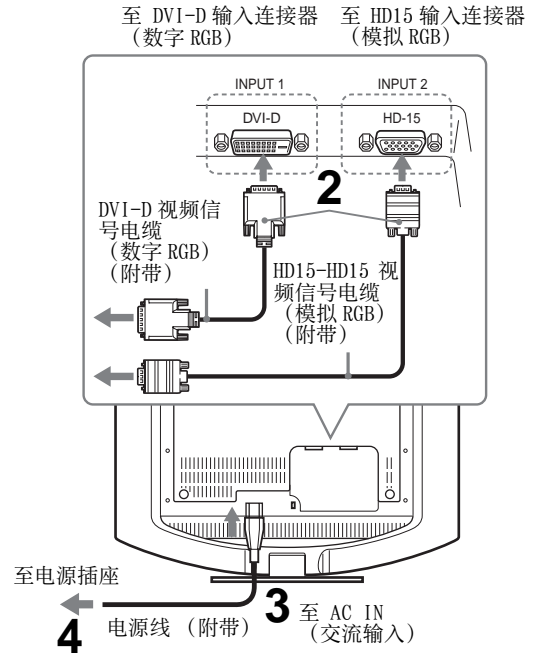 至 DVI-D 输入连接器
（数字 RGB）
至 HD15 输入连接器
（模拟 RGB）
INPUT 1
DVI-D
INPUT 2
HD-15
2
DVI-D 视频信
号电缆
（数字 RGB）
（附带）
HD15-HD15 视
频信号电缆
（模拟 RGB）
（附带）
至电源插座
4
电源线 （附带）
3
至 AC IN
（交流输入）